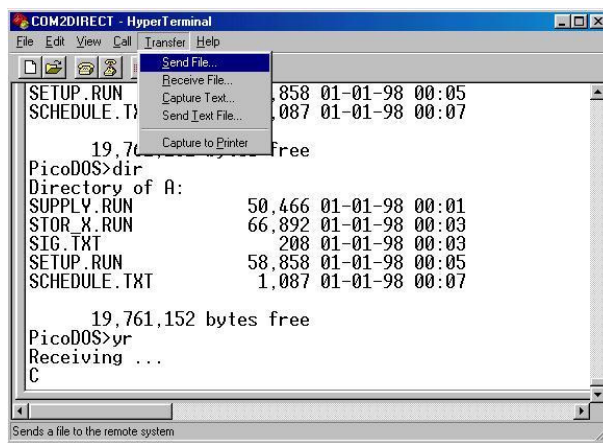 COM2DIRECT - HyperTerminal
File Edit View Call Transfer Help
Send File...
Receive File...
Capture Text...
Send Text File...
Capture to Printer
SETUP.RUN ,858 01-01-98 00:05
SCHEDULE.TX ,087 01-01-98 00:07
19,7 free
PicoDOS>dir
Directory of A:
SUPPLY.RUN 50,466 01-01-98 00:01
STOR_X.RUN 66,892 01-01-98 00:03
SIG.TXT 208 01-01-98 00:03
SETUP.RUN 58,858 01-01-98 00:05
SCHEDULE.TXT 1,087 01-01-98 00:07
19,761,152 bytes free
PicoDOS>yr
Receiving ...
C
Sends a file to the remote system